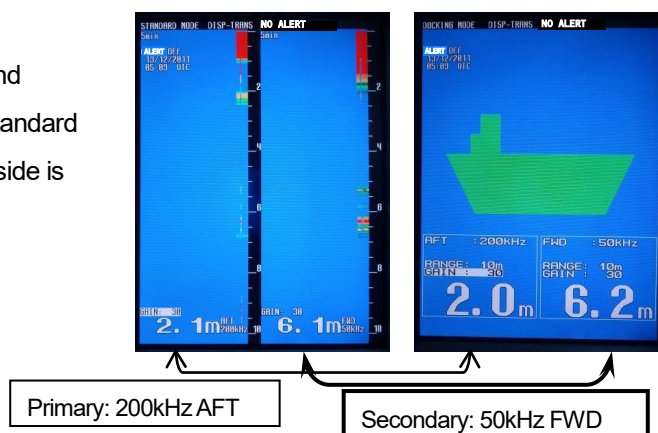 nd
tandard
side is
STANDARD MODE DISP-TRANS NO ALERT
5min
5min
ALERT OFF
13/12/2011
05:09 UTC
2
2
4
4
6
6
8
8
GAIN: 30
GAIN: 30
2.1m AFT 200kHz 10
6.1m FWD 50kHz 10
DOCKING MODE DISP-TRANS NO ALERT
ALERT OFF
13/12/2011
05:09 UTC
AFT :200KHz
FWD :50KHz
RANGE: 10m
GAIN : 30
RANGE: 10m
GAIN : 30
2.0m
6.2m
Primary: 200kHz AFT
Secondary: 50kHz FWD